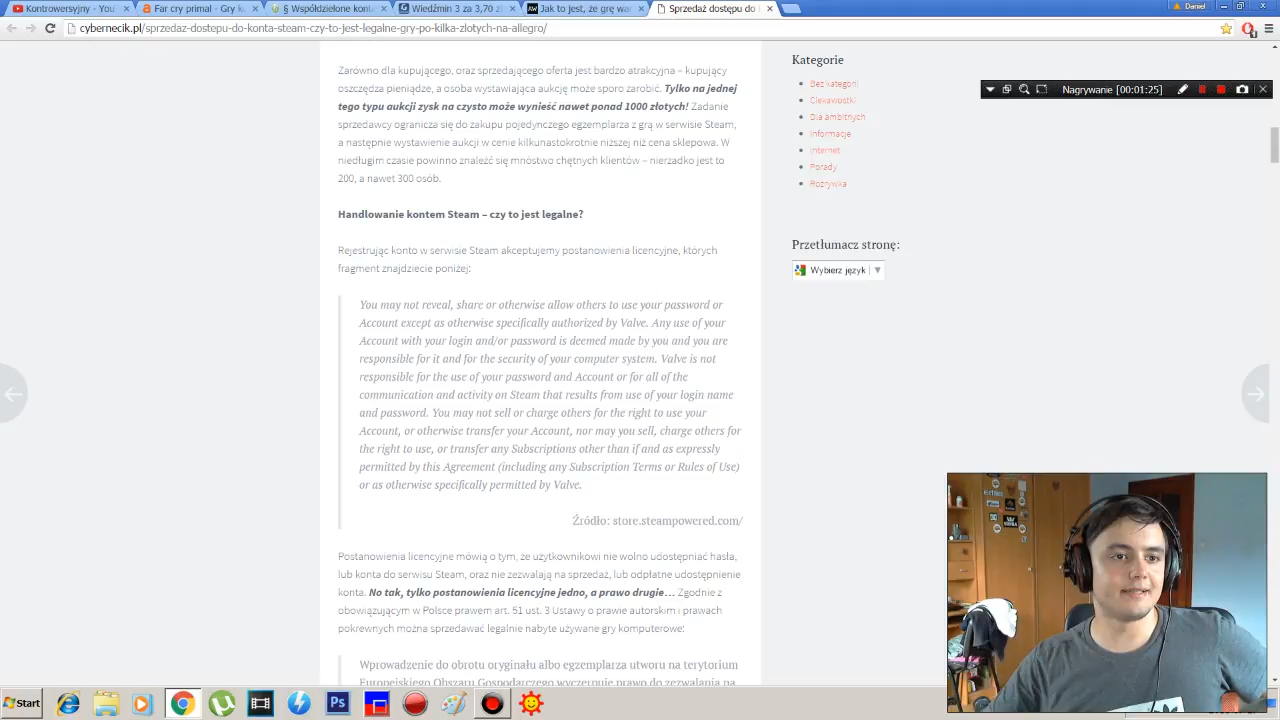 Kontrowersyjny - You
Far cry primal - Gry k
§ Współdzielone konta
Wiedźmin 3 za 3,70 zł
Jak to jest, że grę wa
Sprzedaż dostępu do k
Daniel
cybernecik.pl/sprzedaz-dostepu-do-konta-steam-czy-to-jest-legalne-gry-po-kilka-zlotych-na-allegro/
Zarówno dla kupującego, oraz sprzedającego oferta jest bardzo atrakcyjna – kupujący
oszczędza pieniądze, a osoba wystawiająca aukcję może sporo zarobić. Tylko na jednej
tego typu aukcji zysk na czysto może wynieść nawet ponad 1000 złotych! Zadanie
sprzedawcy ogranicza się do zakupu pojedynczego egzemplarza z grą w serwisie Steam,
a następnie wystawienie aukcji w cenie kilkunastokrotnie niższej niż cena sklepowa. W
niedługim czasie powinno znaleźć się mnóstwo chętnych klientów – nierzadko jest to
200, a nawet 300 osób.
Handlowanie kontem Steam – czy to jest legalne?
Rejestrując konto w serwisie Steam akceptujemy postanowienia licencyjne, których
fragment znajdziecie poniżej:
You may not reveal, share or otherwise allow others to use your password or
Account except as otherwise specifically authorized by Valve. Any use of your
Account with your login and/or password is deemed made by you and you are
responsible for it and for the security of your computer system. Valve is not
responsible for the use of your password and Account or for all of the
communication and activity on Steam that results from use of your login name
and password. You may not sell or charge others for the right to use your
Account, or otherwise transfer your Account, nor may you sell, charge others for
the right to use, or transfer any Subscriptions other than if and as expressly
permitted by this Agreement (including any Subscription Terms or Rules of Use)
or as otherwise specifically permitted by Valve.
Źródło: store.steampowered.com/
Postanowienia licencyjne mówią o tym, że użytkownikowi nie wolno udostępniać hasła,
lub konta do serwisu Steam, oraz nie zezwalają na sprzedaż, lub odpłatne udostępnienie
konta. No tak, tylko postanowienia licencyjne jedno, a prawo drugie… Zgodnie z
obowiązującym w Polsce prawem art. 51 ust. 3 Ustawy o prawie autorskim i prawach
pokrewnych można sprzedawać legalnie nabyte używane gry komputerowe:
Wprowadzenie do obrotu oryginału albo egzemplarza utworu na terytorium
Europejskiego Obszaru Gospodarczego wyczerpuje prawo do zezwalania na
Kategorie
Bez kategorii
Ciekawostki
Dla ambitnych
Informacje
Internet
Porady
Rozrywka
Przetłumacz stronę:
Wybierz język
Nagrywanie [00:01:25]
Start
Ps